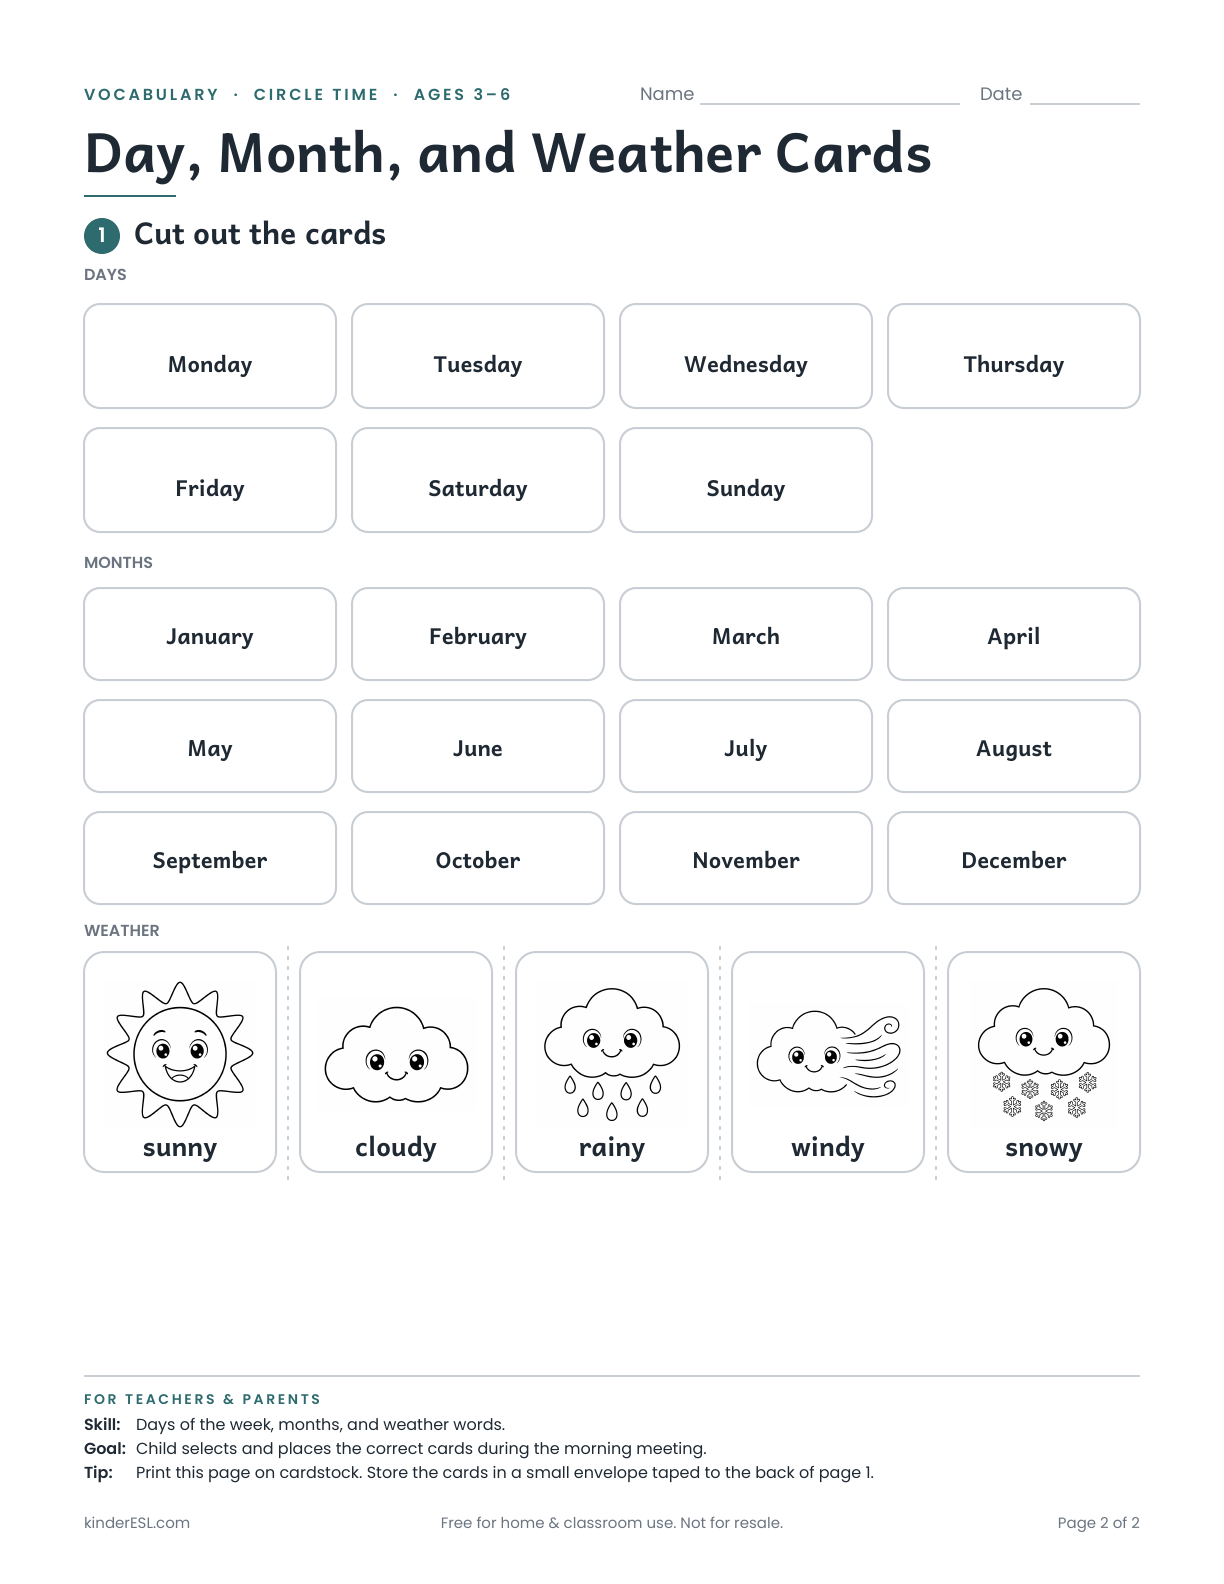 VOCABULARY · CIRCLE TIME · AGES 3–6 Name Date
Day, Month, and Weather Cards
1 Cut out the cards
DAYS
Monday Tuesday Wednesday Thursday
Friday Saturday Sunday
MONTHS
January February March April
May June July August
September October November December
WEATHER
sunny cloudy rainy windy snowy
FOR TEACHERS & PARENTS
Skill: Days of the week, months, and weather words.
Goal: Child selects and places the correct cards during the morning meeting.
Tip: Print this page on cardstock. Store the cards in a small envelope taped to the back of page 1.
kinderESL.com Free for home & classroom use. Not for resale. Page 2 of 2